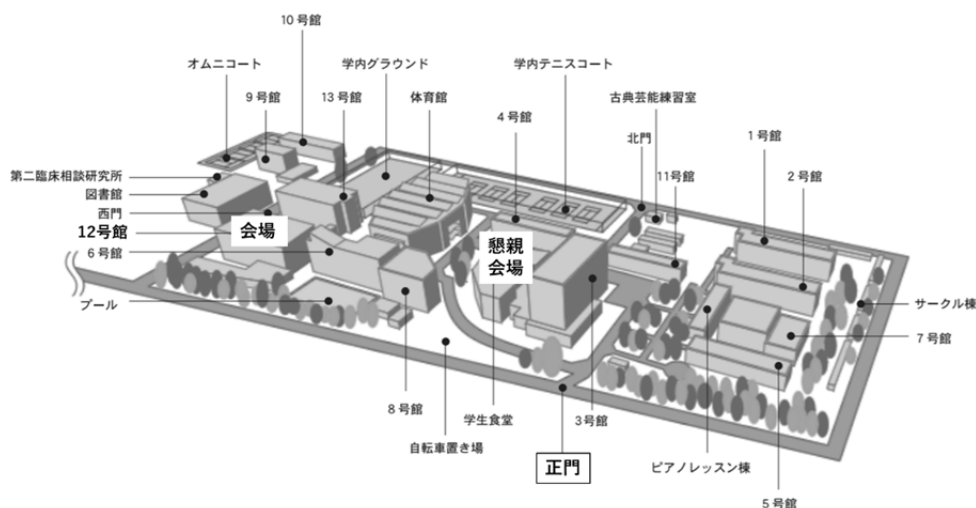 10 号館
オムニコート
学内グラウンド
学内テニスコート
9 号館
13 号館
体育館
古典芸能練習室
4 号館
北門
1 号館
第二臨床相談研究所
11号館
2 号館
図書館
西門
12号館
会場
6 号館
懇親
会場
プール
サークル棟
7 号館
8 号館
学生食堂
3号館
自転車置き場
正門
ピアノレッスン棟
5 号館